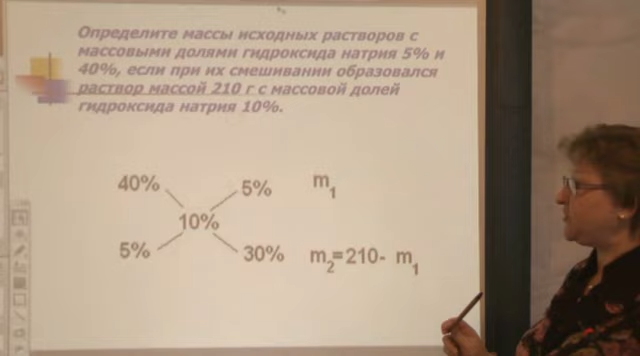 Определите массы исходных растворов с
массовыми долями гидроксида натрия 5% и
40%, если при их смешивании образовался
раствор массой 210 г с массовой долей
гидроксида натрия 10%.
40% 5% m1
10%
5% 30% m2=210- m1